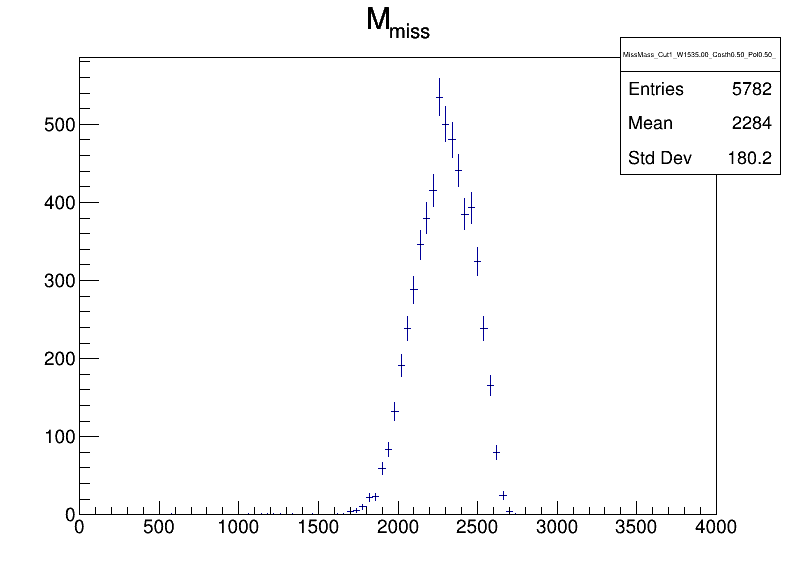 M_miss
MissMass_Cut1_W1535.00_Costh0.50_Pol0.50_
Entries 5782
Mean 2284
Std Dev 180.2
500
400
300
200
100
0
0 500 1000 1500 2000 2500 3000 3500 4000